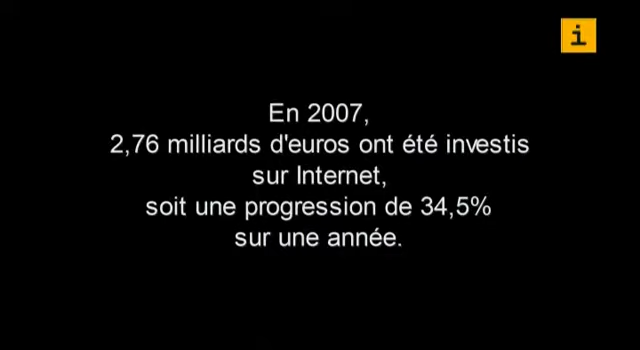 i
En 2007,
2,76 milliards d'euros ont été investis
sur Internet,
soit une progression de 34,5%
sur une année.